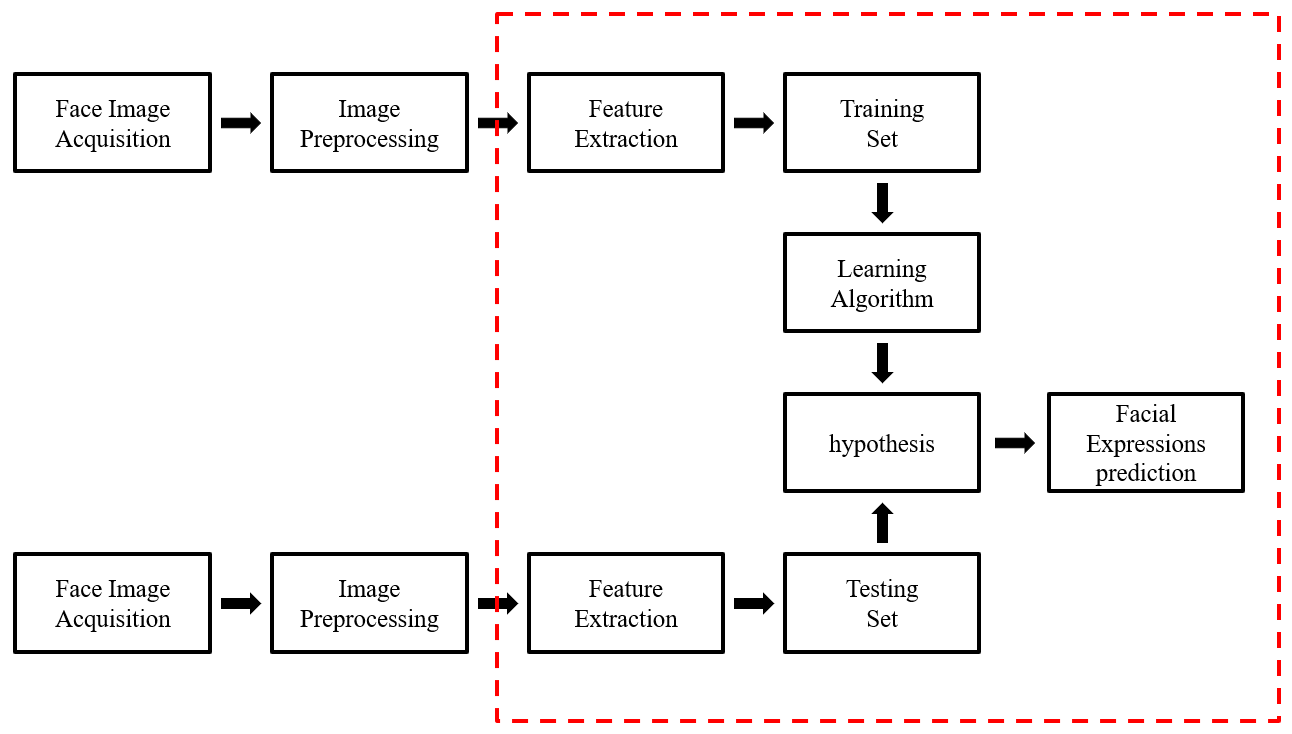 Face Image
Acquisition
Image
Preprocessing
Feature
Extraction
Training
Set
Learning
Algorithm
hypothesis
Facial
Expressions
prediction
Face Image
Acquisition
Image
Preprocessing
Feature
Extraction
Testing
Set